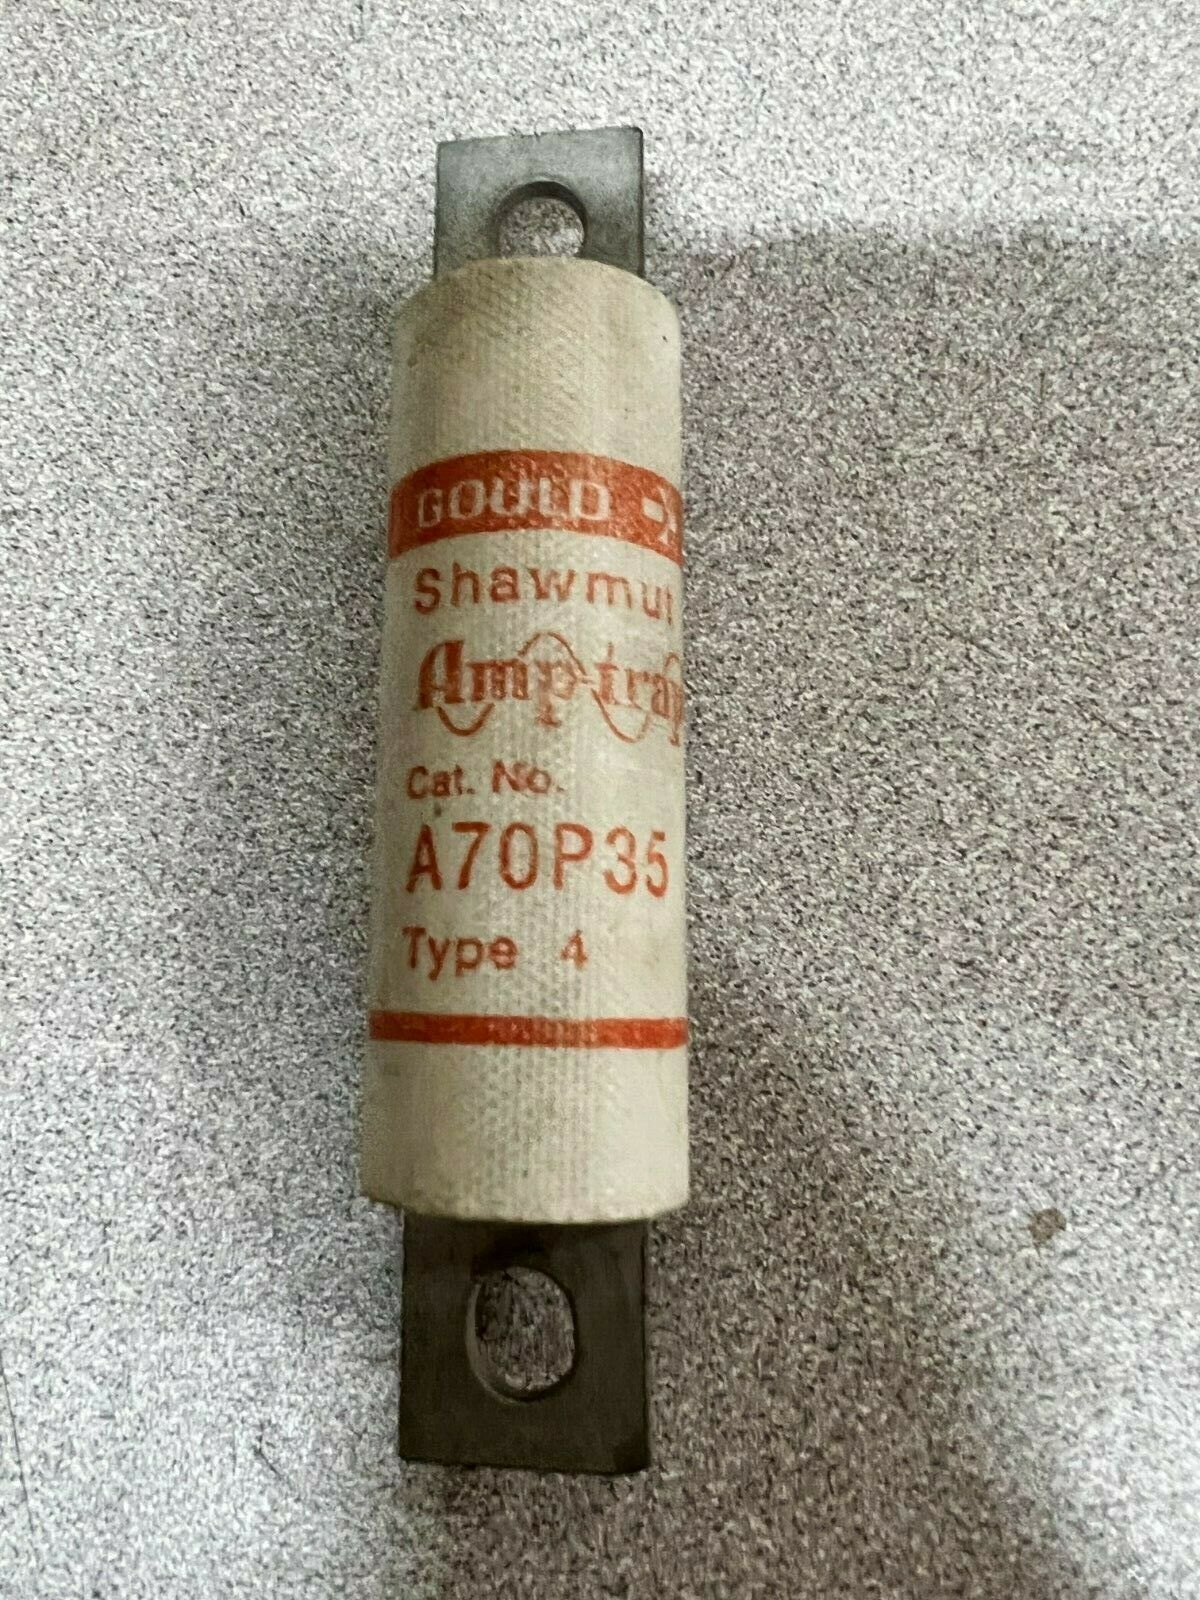 GOULD
Shawmut
Amp-trap
Cat. No.
A70P35
Type 4